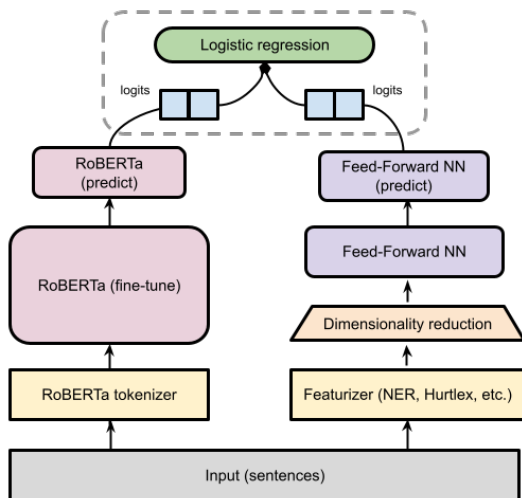 Logistic regression
logits
logits
RoBERTa
(predict)
Feed-Forward NN
(predict)
RoBERTa (fine-tune)
Feed-Forward NN
Dimensionality reduction
RoBERTa tokenizer
Featurizer (NER, Hurtlex, etc.)
Input (sentences)